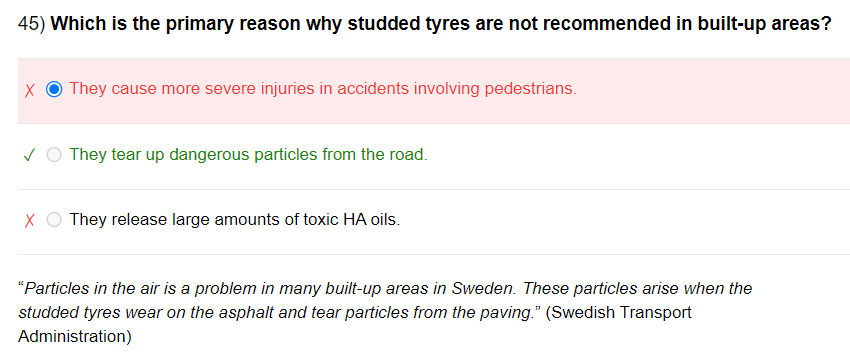 45) Which is the primary reason why studded tyres are not recommended in built-up areas?
✗ They cause more severe injuries in accidents involving pedestrians.
✓ They tear up dangerous particles from the road.
✗ They release large amounts of toxic HA oils.
“Particles in the air is a problem in many built-up areas in Sweden. These particles arise when the
studded tyres wear on the asphalt and tear particles from the paving.” (Swedish Transport
Administration)